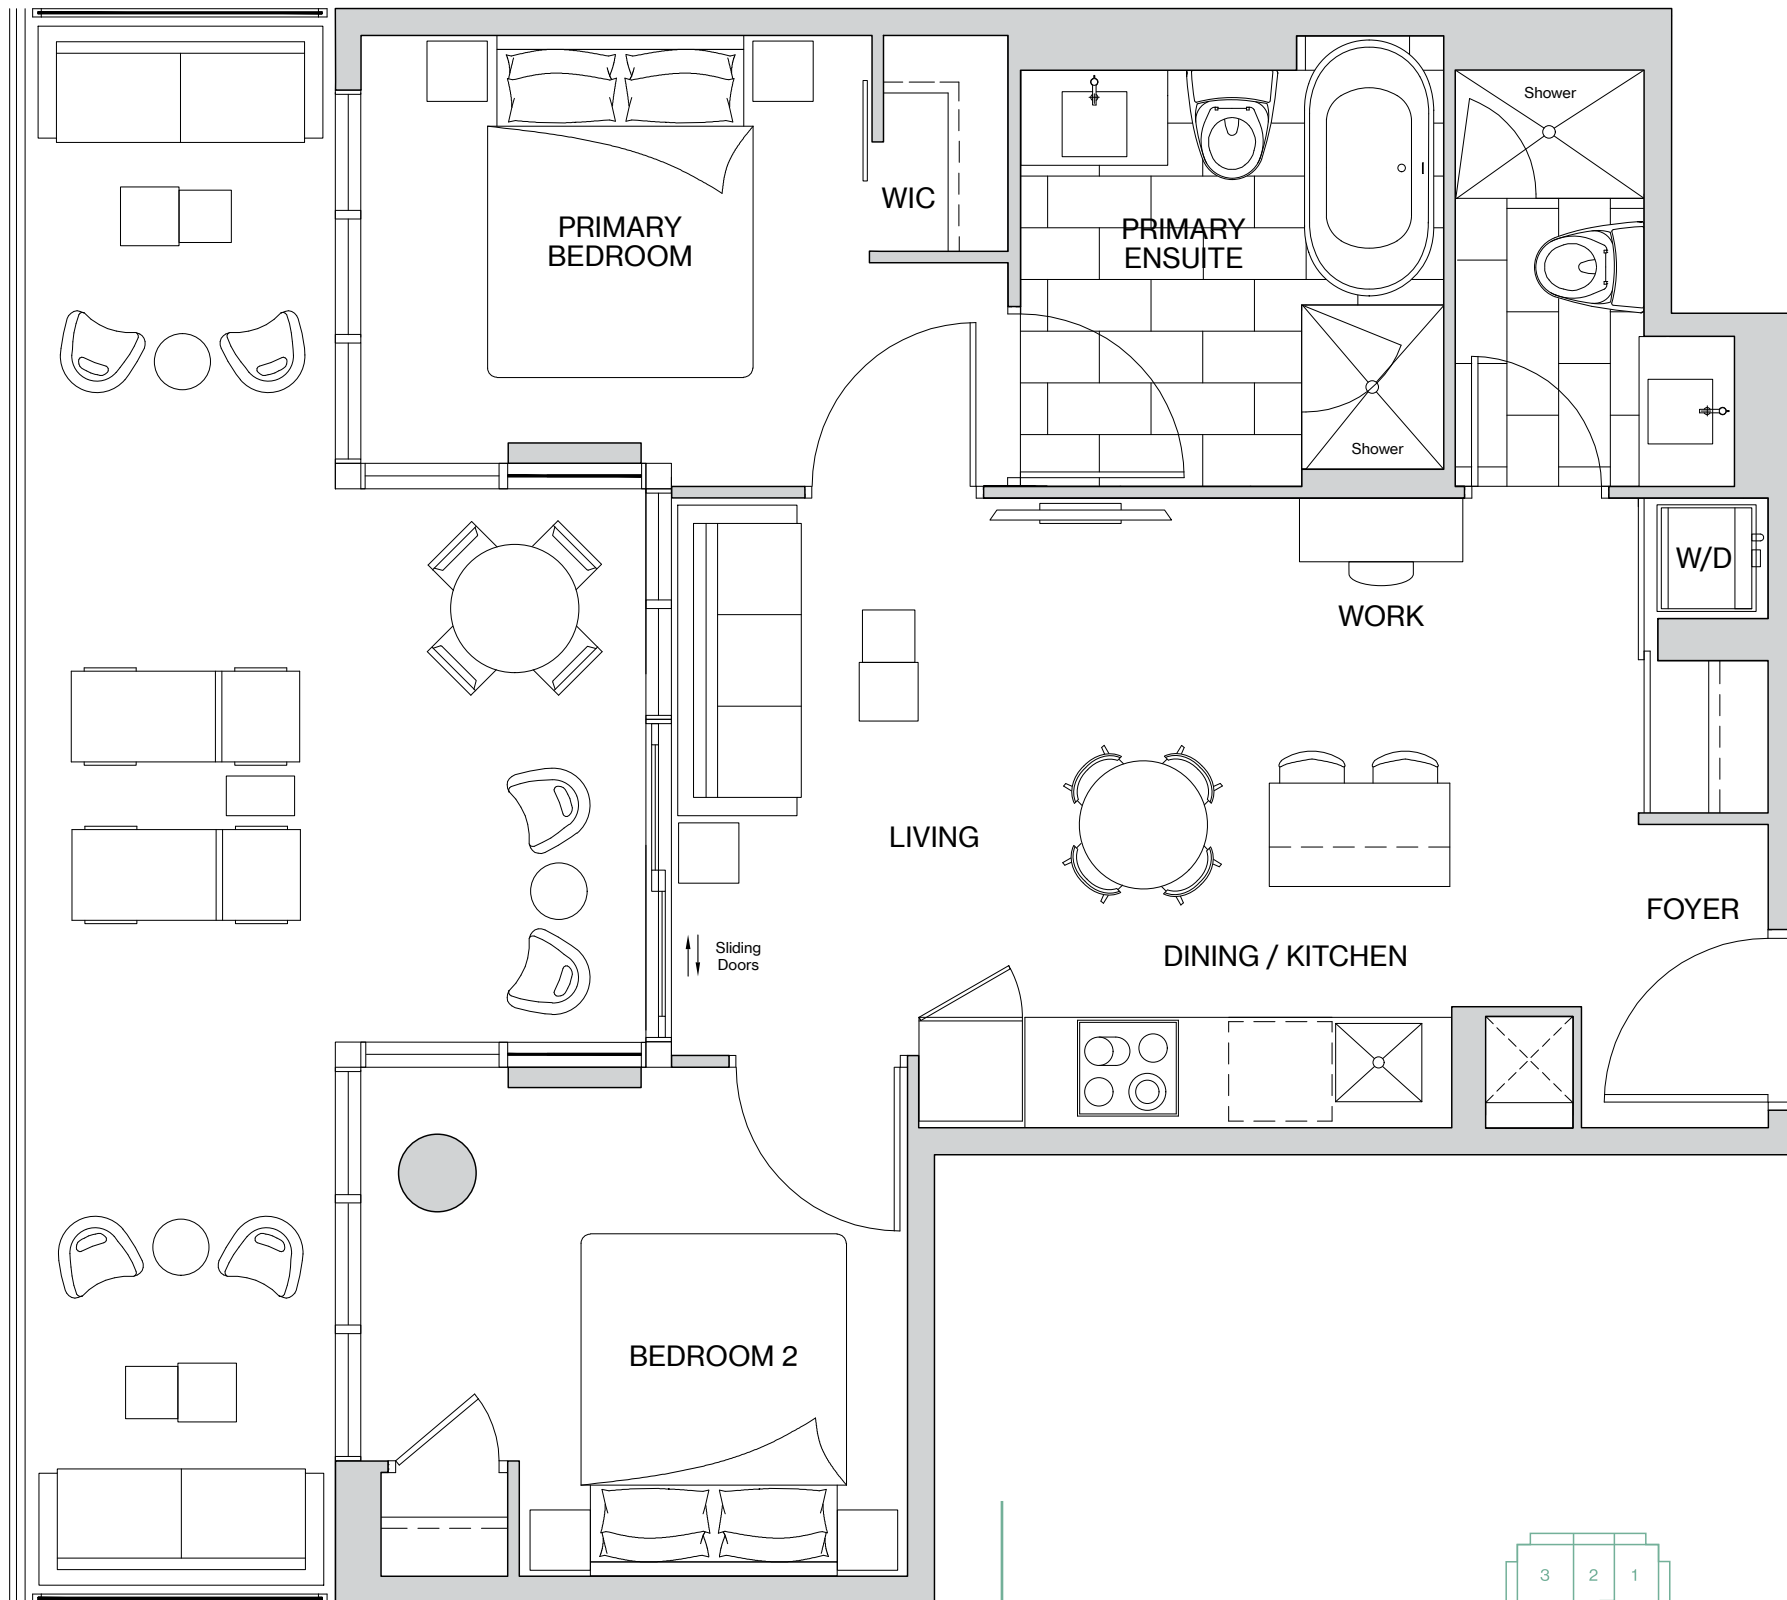 Shower
WIC
PRIMARY
BEDROOM
PRIMARY
ENSUITE
Shower
W/D
WORK
LIVING
FOYER
Sliding
Doors
DINING / KITCHEN
BEDROOM 2
3 2 1